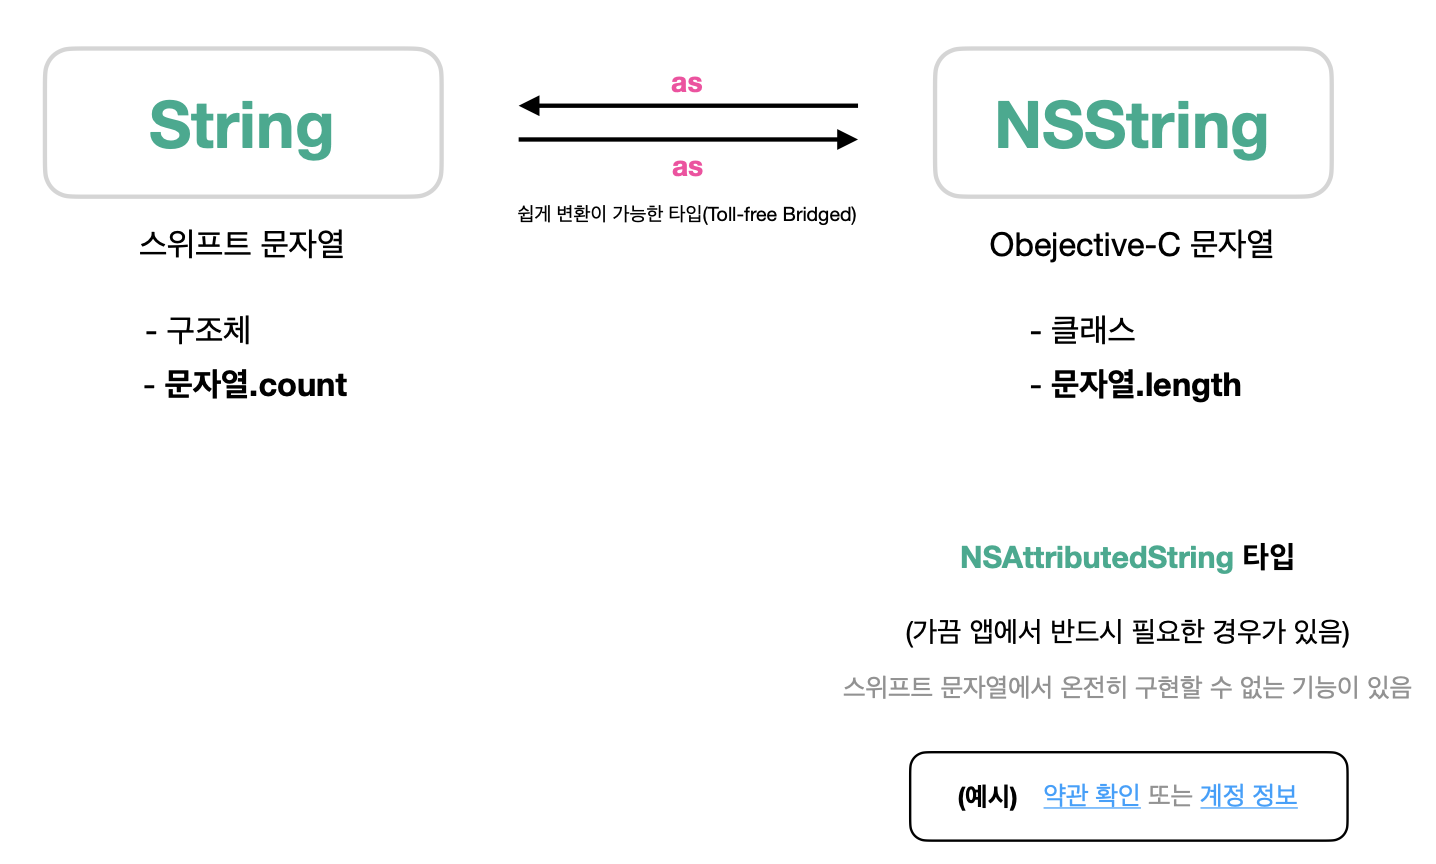 String
as
as
쉽게 변환이 가능한 타입(Toll-free Bridged)
NSString
스위프트 문자열
- 구조체
- 문자열.count
Obejective-C 문자열
- 클래스
- 문자열.length
NSAttributedString 타입
(가끔 앱에서 반드시 필요한 경우가 있음)
스위프트 문자열에서 온전히 구현할 수 없는 기능이 있음
(예시) 약관 확인 또는 계정 정보